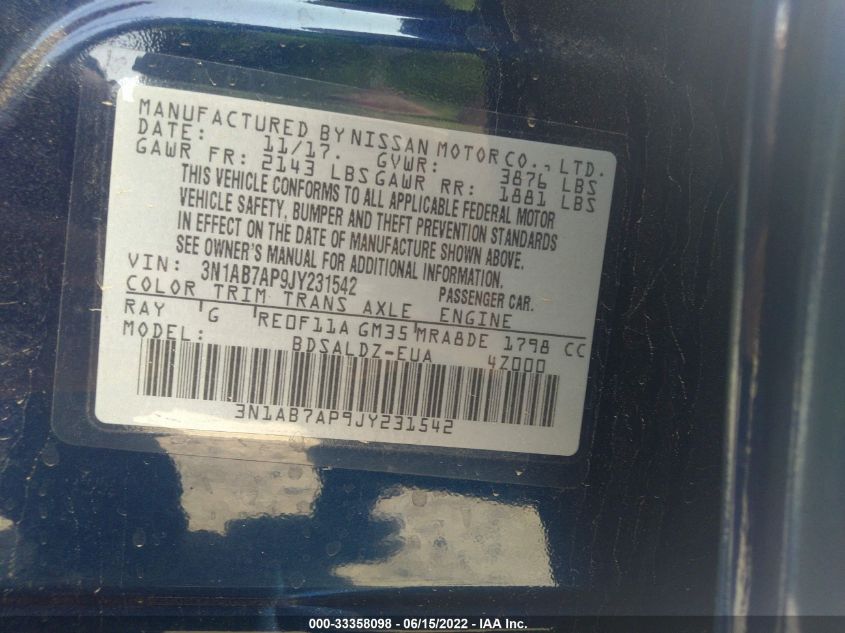 MANUFACTURED BY NISSAN MOTOR CO., LTD.
DATE: 11/17. GVWR: 3876 LBS
GAWR FR: 2143 LBS GAWR RR: 1881 LBS
THIS VEHICLE CONFORMS TO ALL APPLICABLE FEDERAL MOTOR
VEHICLE SAFETY, BUMPER AND THEFT PREVENTION STANDARDS
IN EFFECT ON THE DATE OF MANUFACTURE SHOWN ABOVE.
SEE OWNER'S MANUAL FOR ADDITIONAL INFORMATION.
VIN: 3N1AB7AP9JY231542 PASSENGER CAR.
COLOR TRIM TRANS AXLE ENGINE
RAY G RE0F11A GM35 MRA8DE 1798 CC
MODEL: BDSALDZ-EUA 4Z000
3N1AB7AP9JY231542
000-33358098 - 06/15/2022 - IAA Inc.